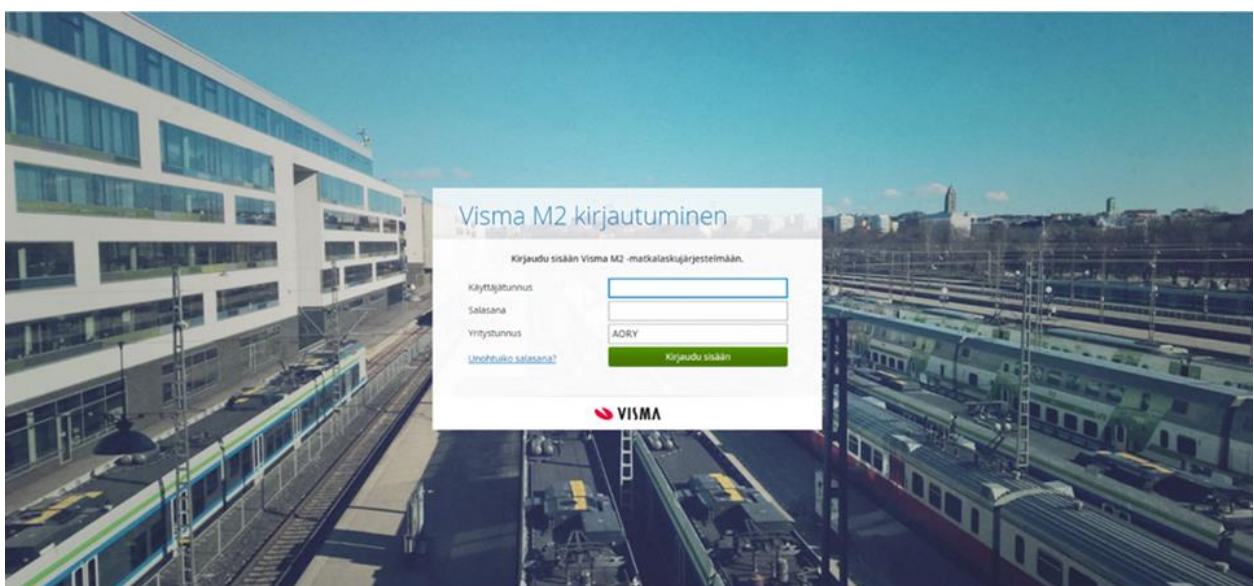 Visma M2 kirjautuminen
Kirjaudu sisään Visma M2 -matkalaskujärjestelmään.
Käyttäjätunnus
Salasana
Yritystunnus AORY
Unohtuiko salasana? Kirjaudu sisään
VISMA